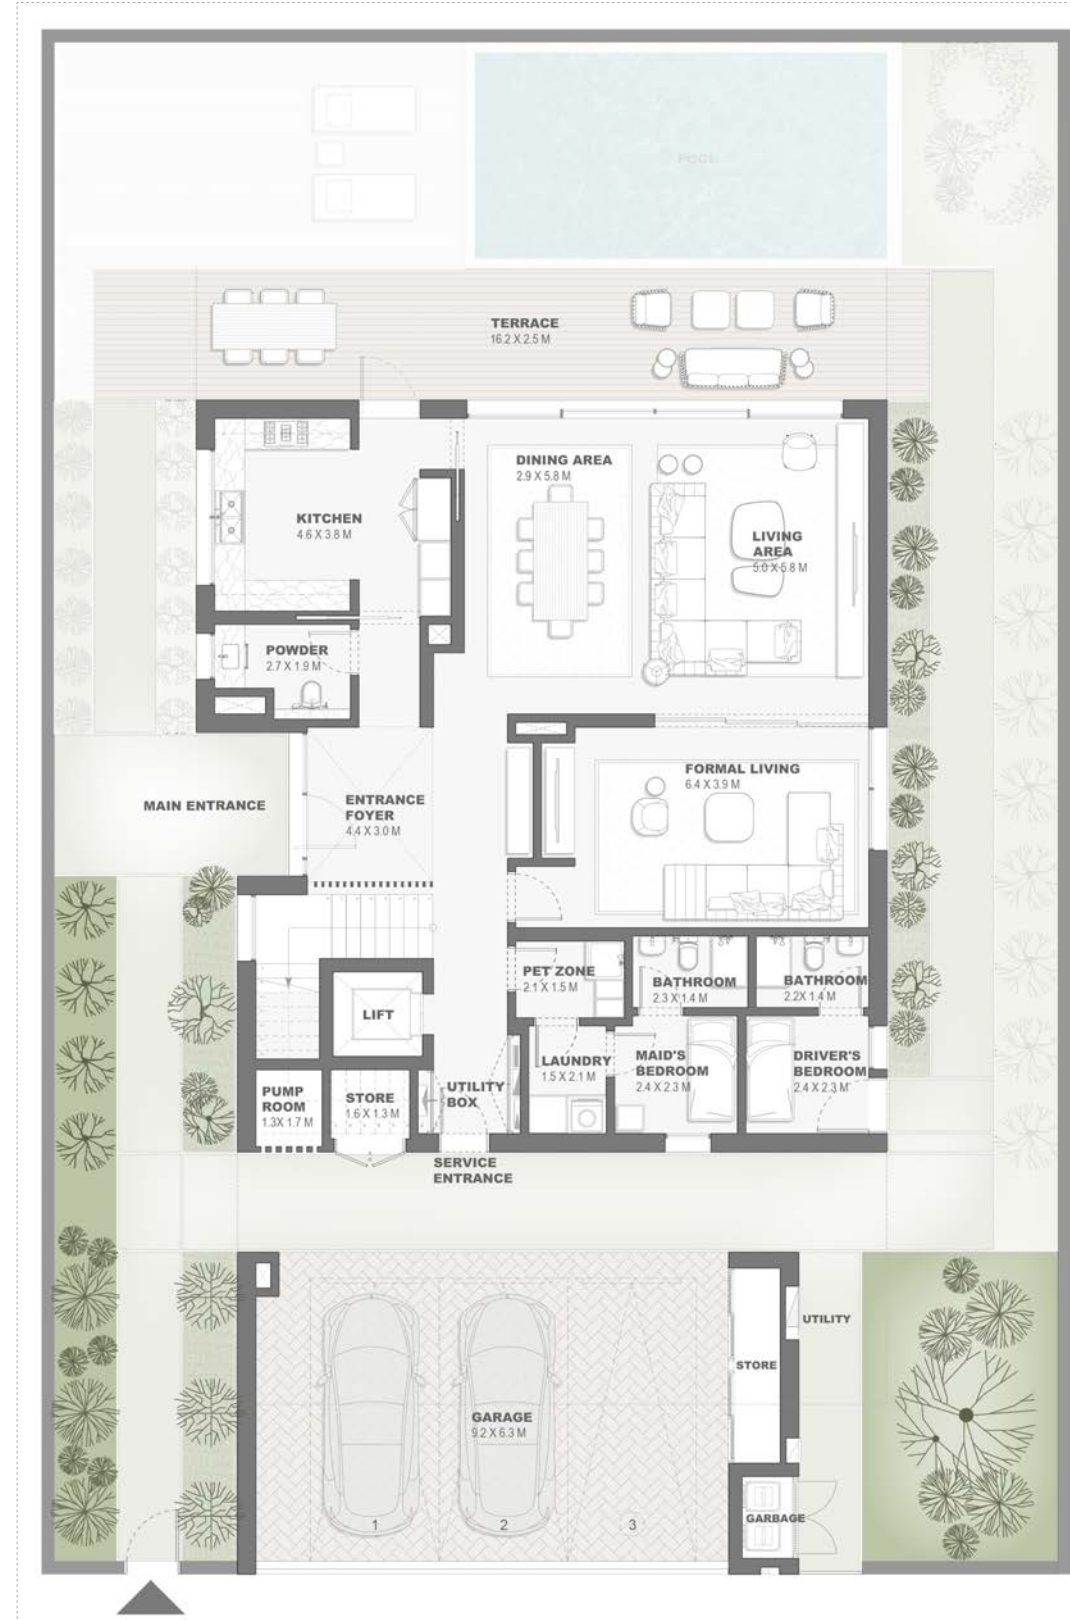 POOL
TERRACE
16.2 X 2.5 M
DINING AREA
2.9 X 5.8 M
KITCHEN
4.6 X 3.8 M
LIVING
AREA
5.0 X 5.8 M
POWDER
2.7 X 1.9 M
FORMAL LIVING
6.4 X 3.9 M
MAIN ENTRANCE
ENTRANCE
FOYER
4.4 X 3.0 M
PET ZONE
2.1 X 1.5 M
BATHROOM
2.3 X 1.4 M
BATHROOM
2.2X 1.4 M
LIFT
LAUNDRY
1.5 X 2.1 M
MAID'S
BEDROOM
2.4 X 2.3 M
DRIVER'S
BEDROOM
2.4 X 2.3 M
PUMP
ROOM
1.3X 1.7 M
STORE
1.6 X 1.3 M
UTILITY
BOX
SERVICE
ENTRANCE
UTILITY
STORE
GARAGE
9.2 X 6.3 M
GARBAGE
1
2
3